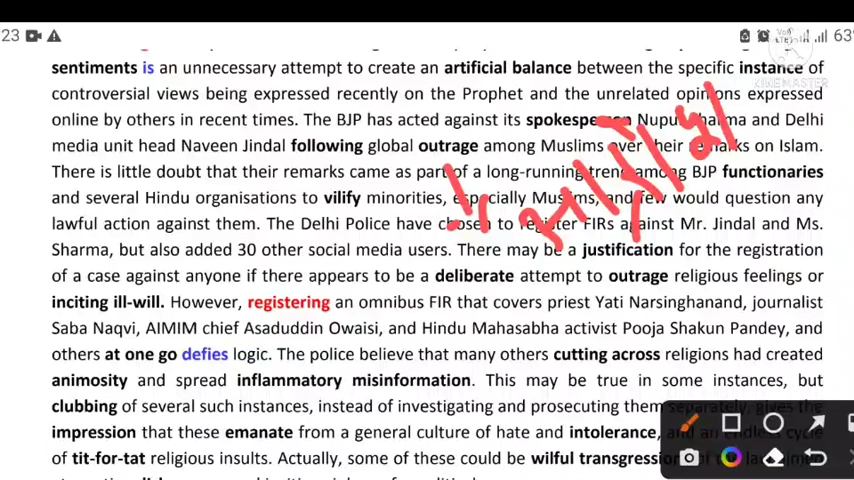 23
63
KINEMASTER
sentiments is an unnecessary attempt to create an artificial balance between the specific instance of
controversial views being expressed recently on the Prophet and the unrelated opinions expressed
online by others in recent times. The BJP has acted against its spokesperson Nupur Sharma and Delhi
media unit head Naveen Jindal following global outrage among Muslims over their remarks on Islam.
There is little doubt that their remarks came as part of a long-running trend among BJP functionaries
and several Hindu organisations to vilify minorities, especially Muslims, and few would question any
lawful action against them. The Delhi Police have chosen to register FIRs against Mr. Jindal and Ms.
Sharma, but also added 30 other social media users. There may be a justification for the registration
of a case against anyone if there appears to be a deliberate attempt to outrage religious feelings or
inciting ill-will. However, registering an omnibus FIR that covers priest Yati Narsinghanand, journalist
Saba Naqvi, AIMIM chief Asaduddin Owaisi, and Hindu Mahasabha activist Pooja Shakun Pandey, and
others at one go defies logic. The police believe that many others cutting across religions had created
animosity and spread inflammatory misinformation. This may be true in some instances, but
clubbing of several such instances, instead of investigating and prosecuting them separately, gives the
impression that these emanate from a general culture of hate and intolerance, and an endless cycle
of tit-for-tat religious insults. Actually, some of these could be wilful transgressions of the law